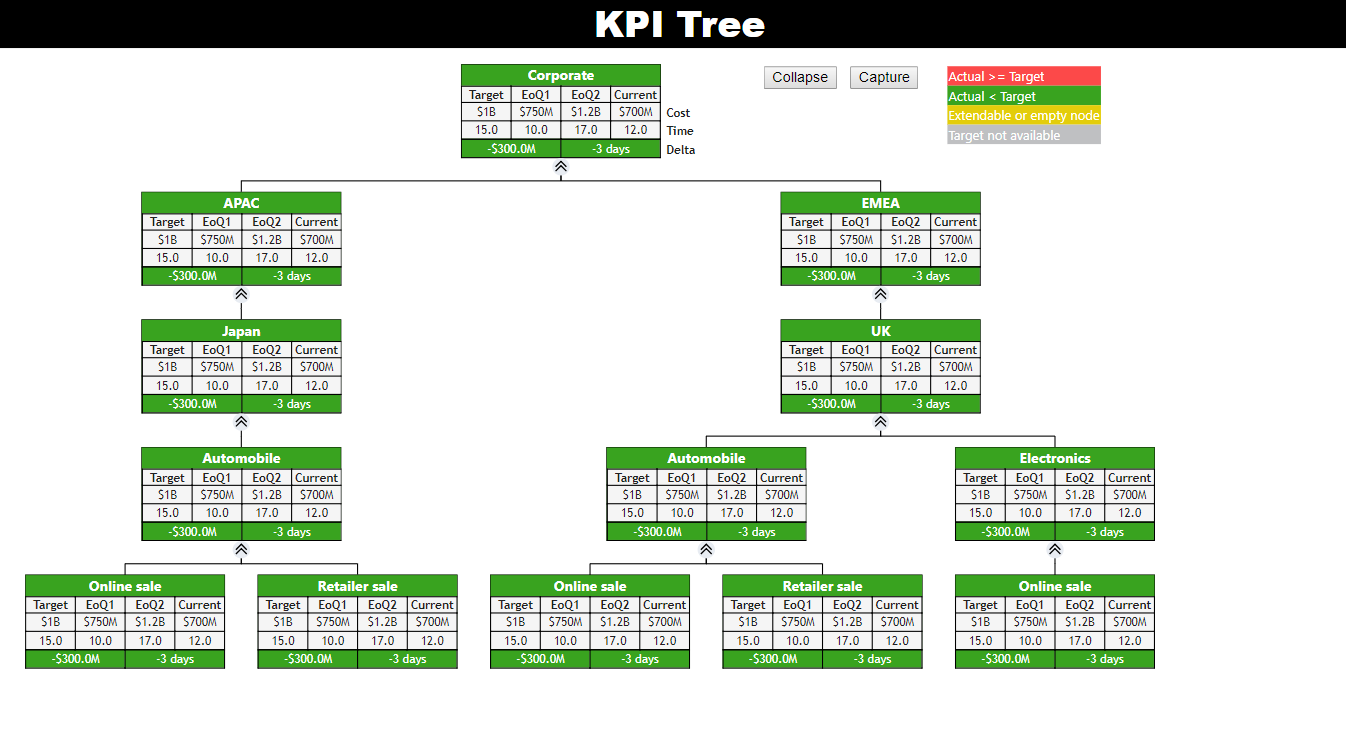 KPI Tree
Corporate
Target EoQ1 EoQ2 Current
$1B $750M $1.2B $700M Cost
15.0 10.0 17.0 12.0 Time
-$300.0M -3 days Delta
Collapse Capture
Actual >= Target
Actual < Target
Extendable or empty node
Target not available
APAC
Target EoQ1 EoQ2 Current
$1B $750M $1.2B $700M
15.0 10.0 17.0 12.0
-$300.0M -3 days
EMEA
Target EoQ1 EoQ2 Current
$1B $750M $1.2B $700M
15.0 10.0 17.0 12.0
-$300.0M -3 days
Japan
Target EoQ1 EoQ2 Current
$1B $750M $1.2B $700M
15.0 10.0 17.0 12.0
-$300.0M -3 days
UK
Target EoQ1 EoQ2 Current
$1B $750M $1.2B $700M
15.0 10.0 17.0 12.0
-$300.0M -3 days
Automobile
Target EoQ1 EoQ2 Current
$1B $750M $1.2B $700M
15.0 10.0 17.0 12.0
-$300.0M -3 days
Automobile
Target EoQ1 EoQ2 Current
$1B $750M $1.2B $700M
15.0 10.0 17.0 12.0
-$300.0M -3 days
Electronics
Target EoQ1 EoQ2 Current
$1B $750M $1.2B $700M
15.0 10.0 17.0 12.0
-$300.0M -3 days
Online sale
Target EoQ1 EoQ2 Current
$1B $750M $1.2B $700M
15.0 10.0 17.0 12.0
-$300.0M -3 days
Retailer sale
Target EoQ1 EoQ2 Current
$1B $750M $1.2B $700M
15.0 10.0 17.0 12.0
-$300.0M -3 days
Online sale
Target EoQ1 EoQ2 Current
$1B $750M $1.2B $700M
15.0 10.0 17.0 12.0
-$300.0M -3 days
Retailer sale
Target EoQ1 EoQ2 Current
$1B $750M $1.2B $700M
15.0 10.0 17.0 12.0
-$300.0M -3 days
Online sale
Target EoQ1 EoQ2 Current
$1B $750M $1.2B $700M
15.0 10.0 17.0 12.0
-$300.0M -3 days